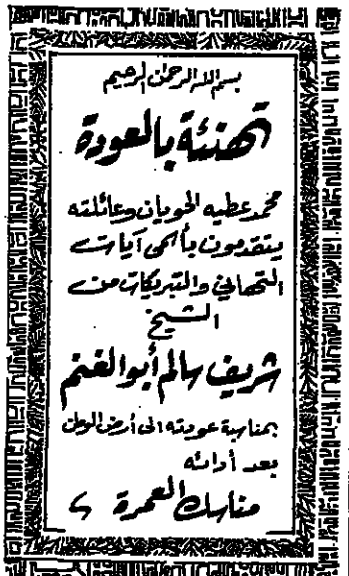 بسم الله الرحمن الرحيم
تهنئة بالعودة
محمد عطيه الحويان وعائلته
يتقدمون بأسمى آيات
التهاني والتبريكات من
الشيخ
شريف سالم أبو الغنم
بمناسبة عودته الى أرض الوطن
بعد أدائه
مناسك العمرة